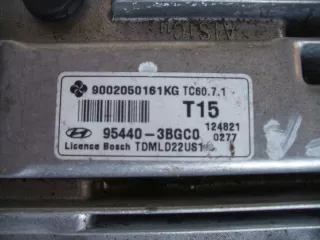 9002050161KG TC60.7.1
T15
124821
95440-3BGC0 0277
Licence Bosch TDMLD22US1